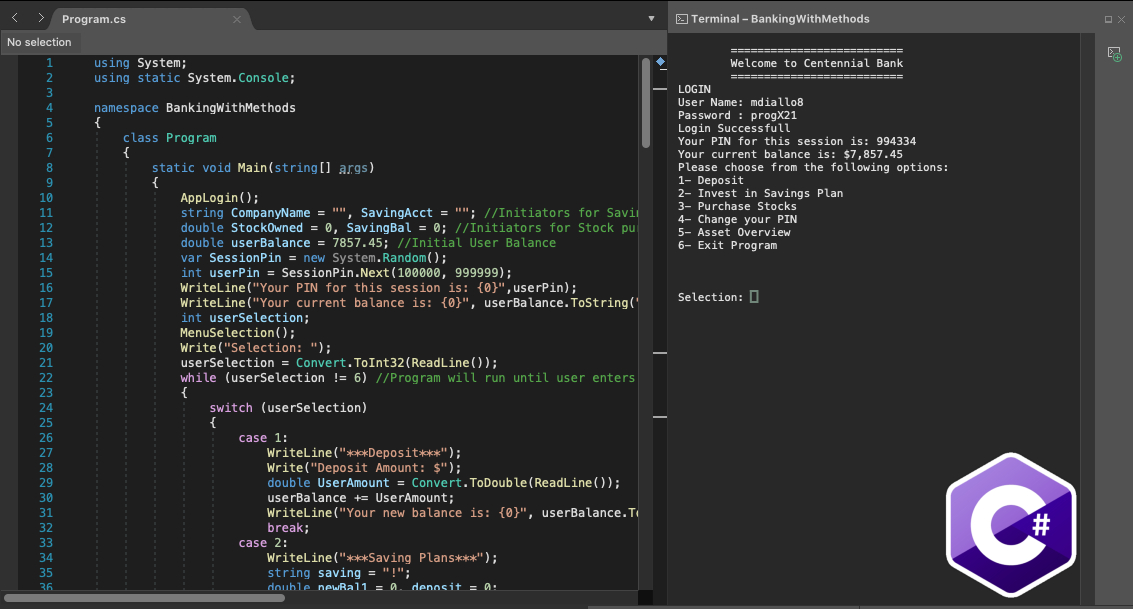 Program.cs
No selection
1 using System;
2 using static System.Console;
3
4 namespace BankingWithMethods
5 {
6 class Program
7 {
8 static void Main(string[] args)
9 {
10 AppLogin();
11 string CompanyName = "", SavingAcct = ""; //Initiators for Savin
12 double StockOwned = 0, SavingBal = 0; //Initiators for Stock pu
13 double userBalance = 7857.45; //Initial User Balance
14 var SessionPin = new System.Random();
15 int userPin = SessionPin.Next(100000, 999999);
16 WriteLine("Your PIN for this session is: {0}",userPin);
17 WriteLine("Your current balance is: {0}", userBalance.ToString("
18 int userSelection;
19 MenuSelection();
20 Write("Selection: ");
21 userSelection = Convert.ToInt32(ReadLine());
22 while (userSelection != 6) //Program will run until user enters
23 {
24 switch (userSelection)
25 {
26 case 1:
27 WriteLine("***Deposit***");
28 Write("Deposit Amount: $");
29 double UserAmount = Convert.ToDouble(ReadLine());
30 userBalance += UserAmount;
31 WriteLine("Your new balance is: {0}", userBalance.To
32 break;
33 case 2:
34 WriteLine("***Saving Plans***");
35 string saving = "!";
36 double newBal1 = 0, deposit = 0;
Terminal – BankingWithMethods
==========================
Welcome to Centennial Bank
==========================
LOGIN
User Name: mdiallo8
Password : progX21
Login Successfull
Your PIN for this session is: 994334
Your current balance is: $7,857.45
Please choose from the following options:
1- Deposit
2- Invest in Savings Plan
3- Purchase Stocks
4- Change your PIN
5- Asset Overview
6- Exit Program
Selection:
C#